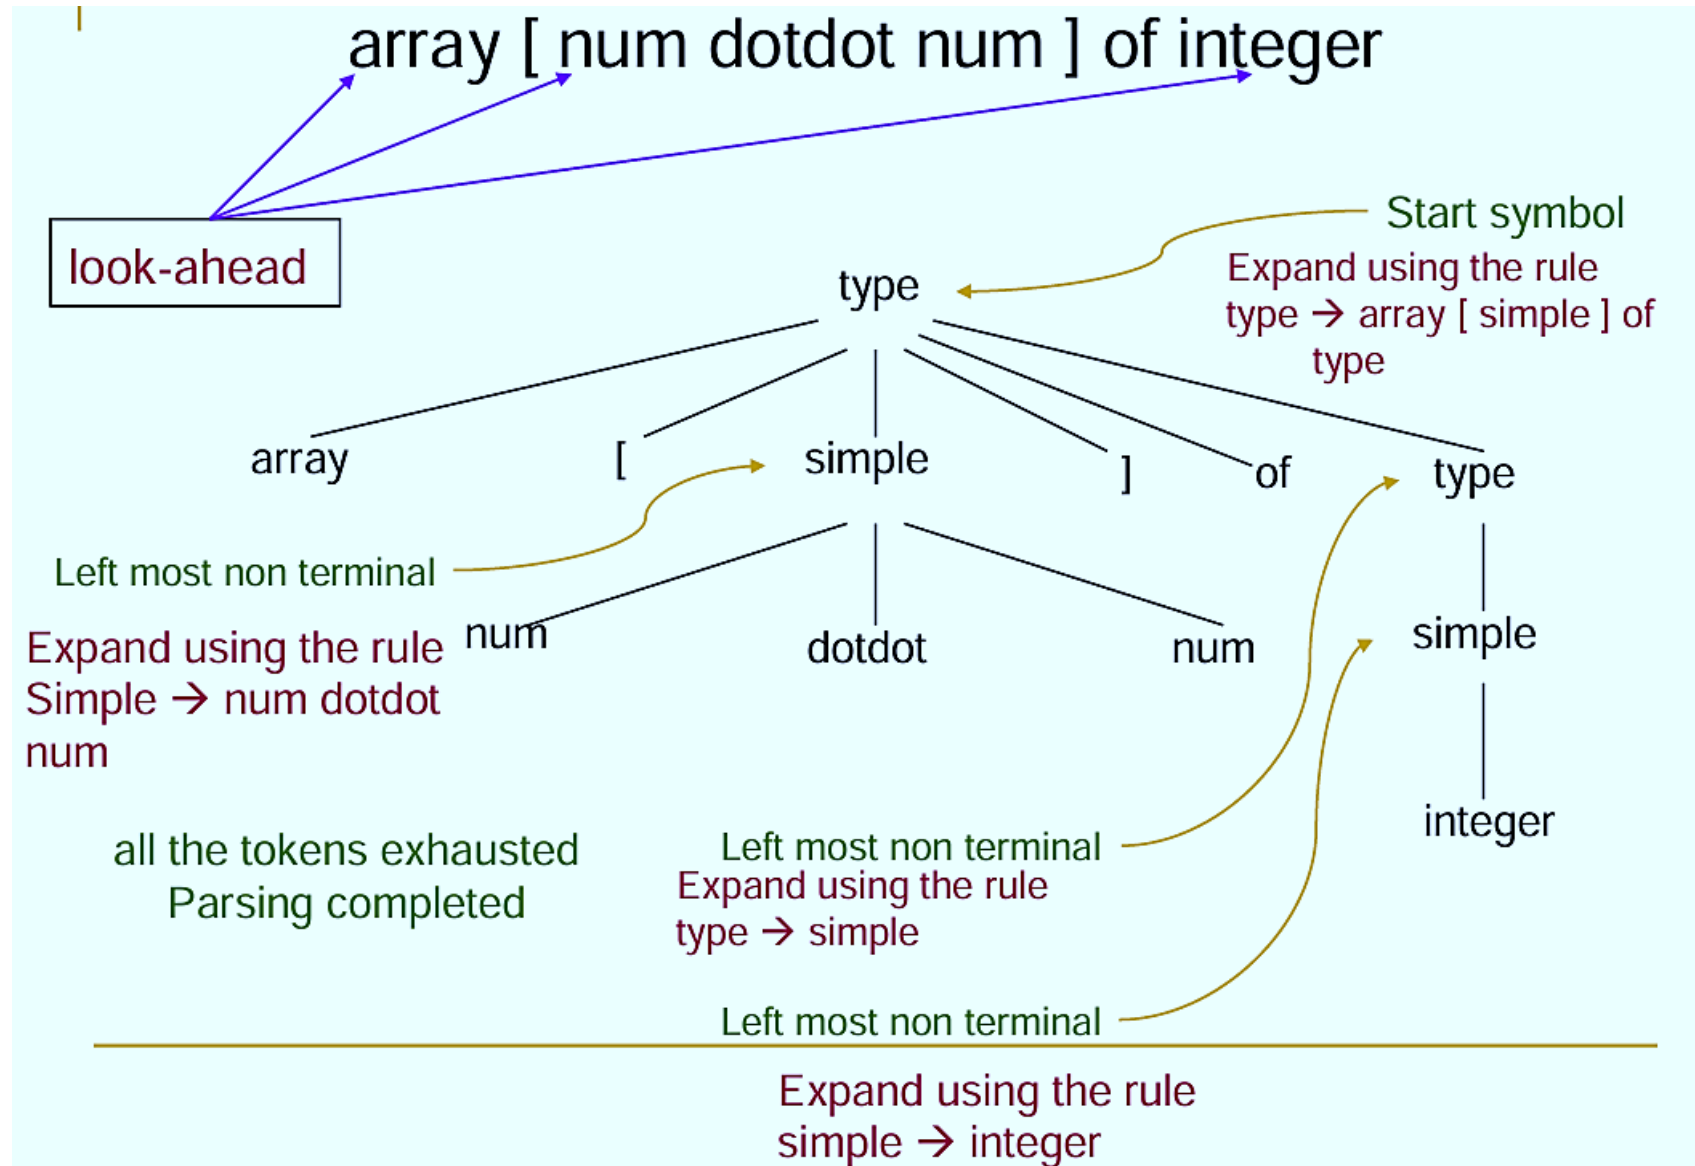 array [ num dotdot num ] of integer
look-ahead
Start symbol
Expand using the rule
type → array [ simple ] of
type
type
array
[
simple
]
of
type
Left most non terminal
Expand using the rule
Simple → num dotdot
num
num
dotdot
num
simple
integer
all the tokens exhausted
Parsing completed
Left most non terminal
Expand using the rule
type → simple
Left most non terminal
Expand using the rule
simple → integer